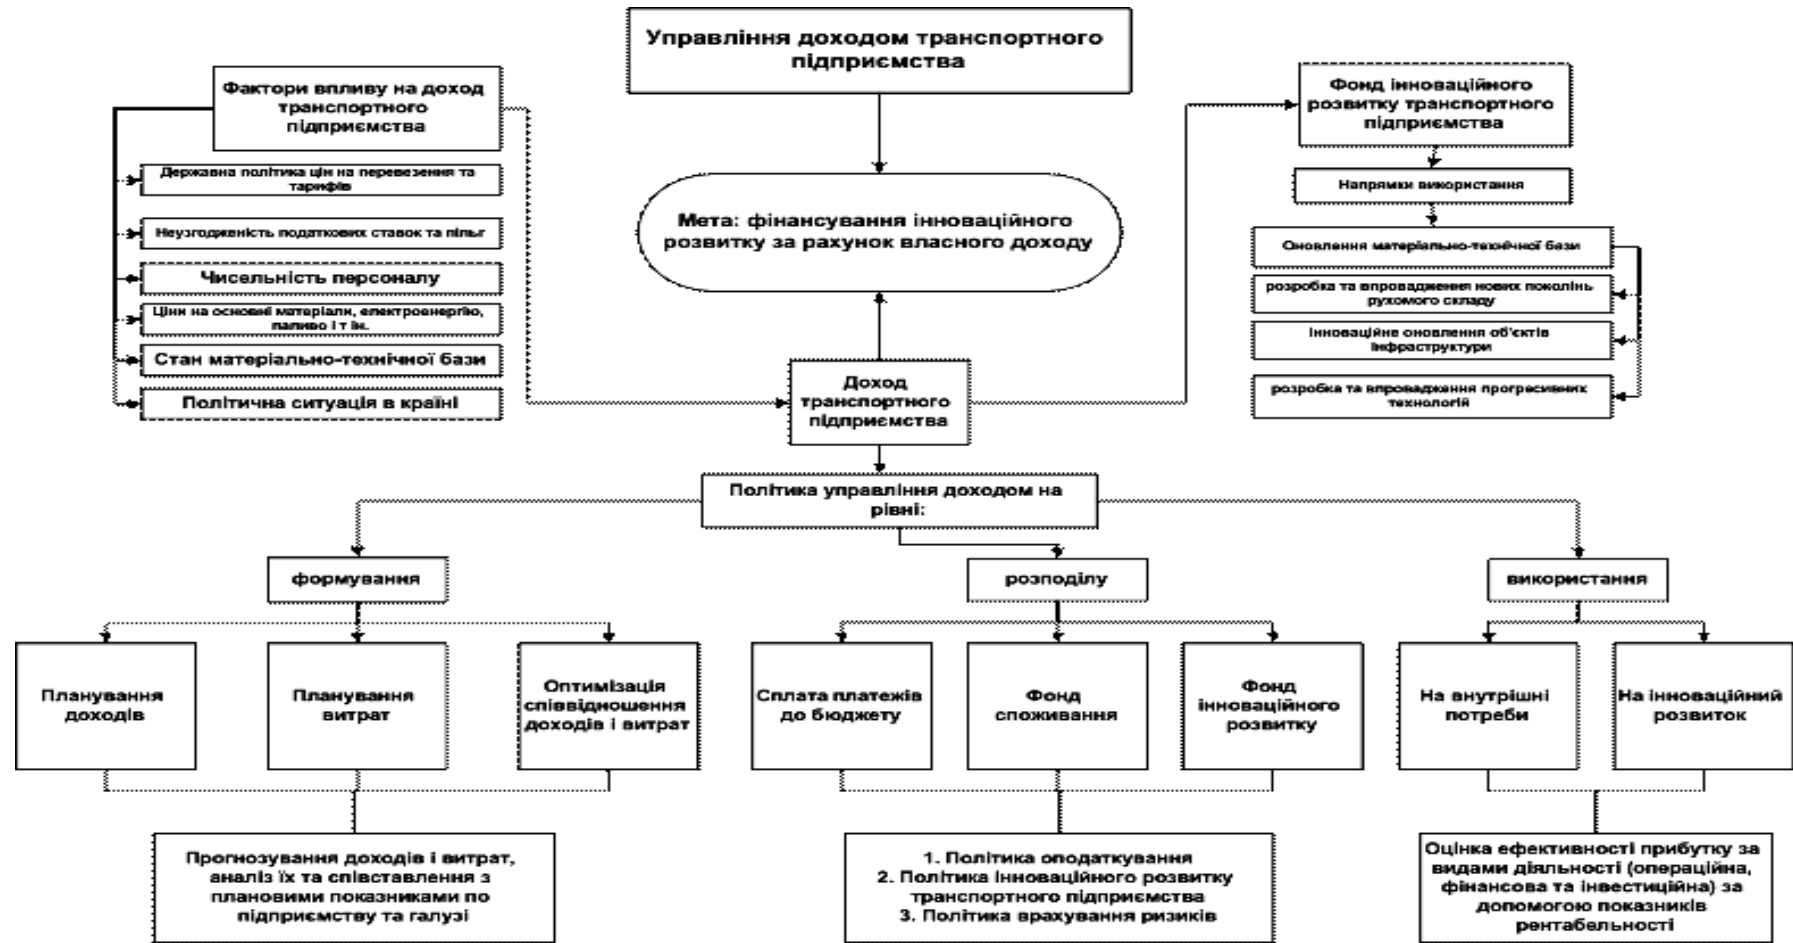 Управління доходом транспортного
підприємства
Фактори впливу на доход
транспортного
підприємства
Державна політика цін на перевезення та
тарифів
Неузгодженість податкових ставок та пільг
Чисельність персоналу
Ціни на основні матеріали, електроенергію,
паливо і т ін.
Стан матеріально-технічної бази
Політична ситуація в країні
Мета: фінансування інноваційного
розвитку за рахунок власного доходу
Доход
транспортного
підприємства
Фонд інноваційного
розвитку транспортного
підприємства
Напрямки використання
Оновлення матеріально-технічної бази
розробка та впровадження нових поколінь
рухомого складу
Інноваційне оновлення об'єктів
інфраструктури
розробка та впровадження прогресивних
технологій
Політика управління доходом на
рівні:
формування
розподілу
використання
Планування
доходів
Планування
витрат
Оптимізація
співвідношення
доходів і витрат
Сплата платежів
до бюджету
Фонд
споживання
Фонд
інноваційного
розвитку
На внутрішні
потреби
На інноваційний
розвиток
Прогнозування доходів і витрат,
аналіз їх та співставлення з
плановими показниками по
підприємству та галузі
1. Політика оподаткування
2. Політика інноваційного розвитку
транспортного підприємства
3. Політика врахування ризиків
Оцінка ефективності прибутку за
видами діяльності (операційна,
фінансова та інвестиційна) за
допомогою показників
рентабельності